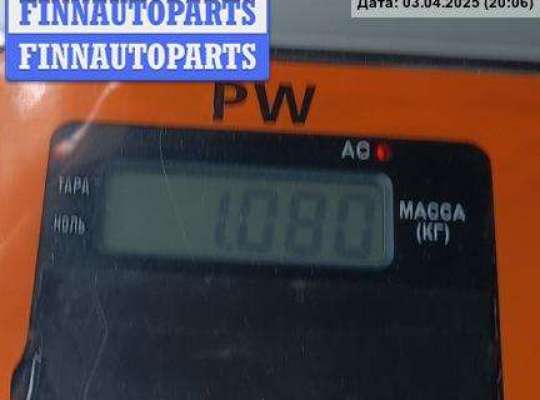 FINNAUTOPARTS
FINNAUTOPARTS
Дата: 03.04.2025 (20:06)
PW
AC
ТАРА
НОЛЬ
1.080
МАССА
(КГ)